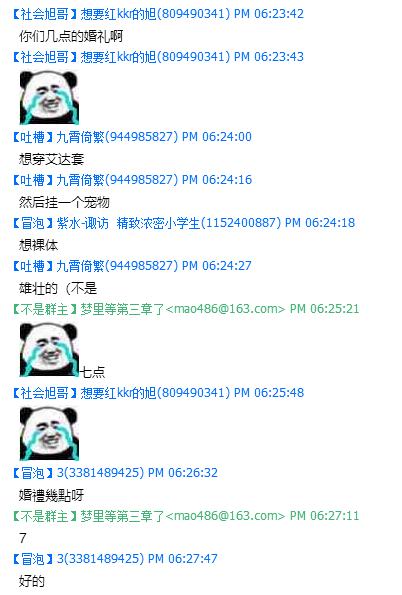 【社会旭哥】想要红kkr的旭(809490341) PM 06:23:42
你们几点的婚礼啊
【社会旭哥】想要红kkr的旭(809490341) PM 06:23:43
【吐槽】九霄倚繁(944985827) PM 06:24:00
想穿艾达套
【吐槽】九霄倚繁(944985827) PM 06:24:16
然后挂一个宠物
【冒泡】紫水-诹访  精致浓密小学生(1152400887) PM 06:24:18
想裸体
【吐槽】九霄倚繁(944985827) PM 06:24:27
雄壮的（不是
【不是群主】梦里等第三章了<mao486@163.com> PM 06:25:21
七点
【社会旭哥】想要红kkr的旭(809490341) PM 06:25:48
【冒泡】3(3381489425) PM 06:26:32
婚禮幾點呀
【不是群主】梦里等第三章了<mao486@163.com> PM 06:27:11
7
【冒泡】3(3381489425) PM 06:27:47
好的